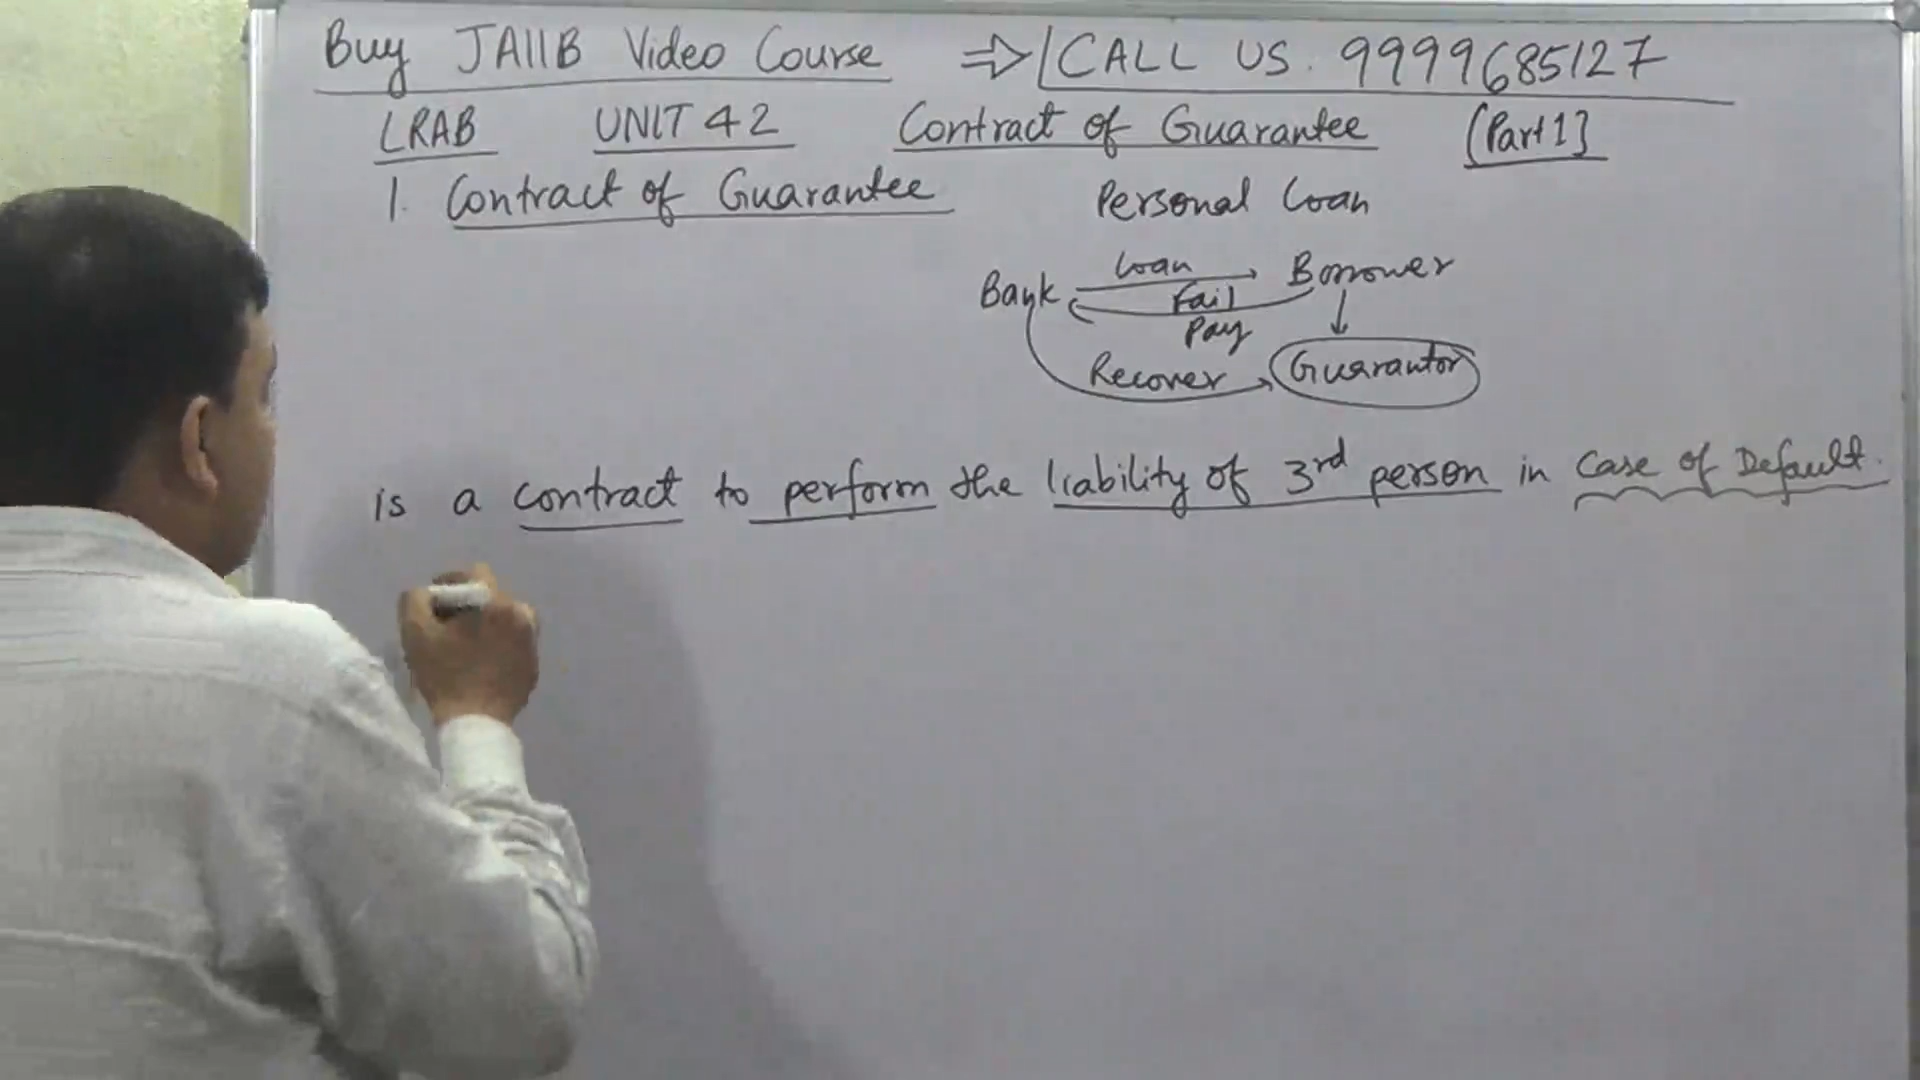 Buy JAIIB Video Course ⇒ CALL US. 9999685127
LRAB UNIT 42 Contract of Guarantee [Part 1]
1. Contract of Guarantee Personal Loan
Loan
Bank Borrower
Fail
Pay
Recover Guarantor
is a contract to perform the liability of 3rd person in case of Default.